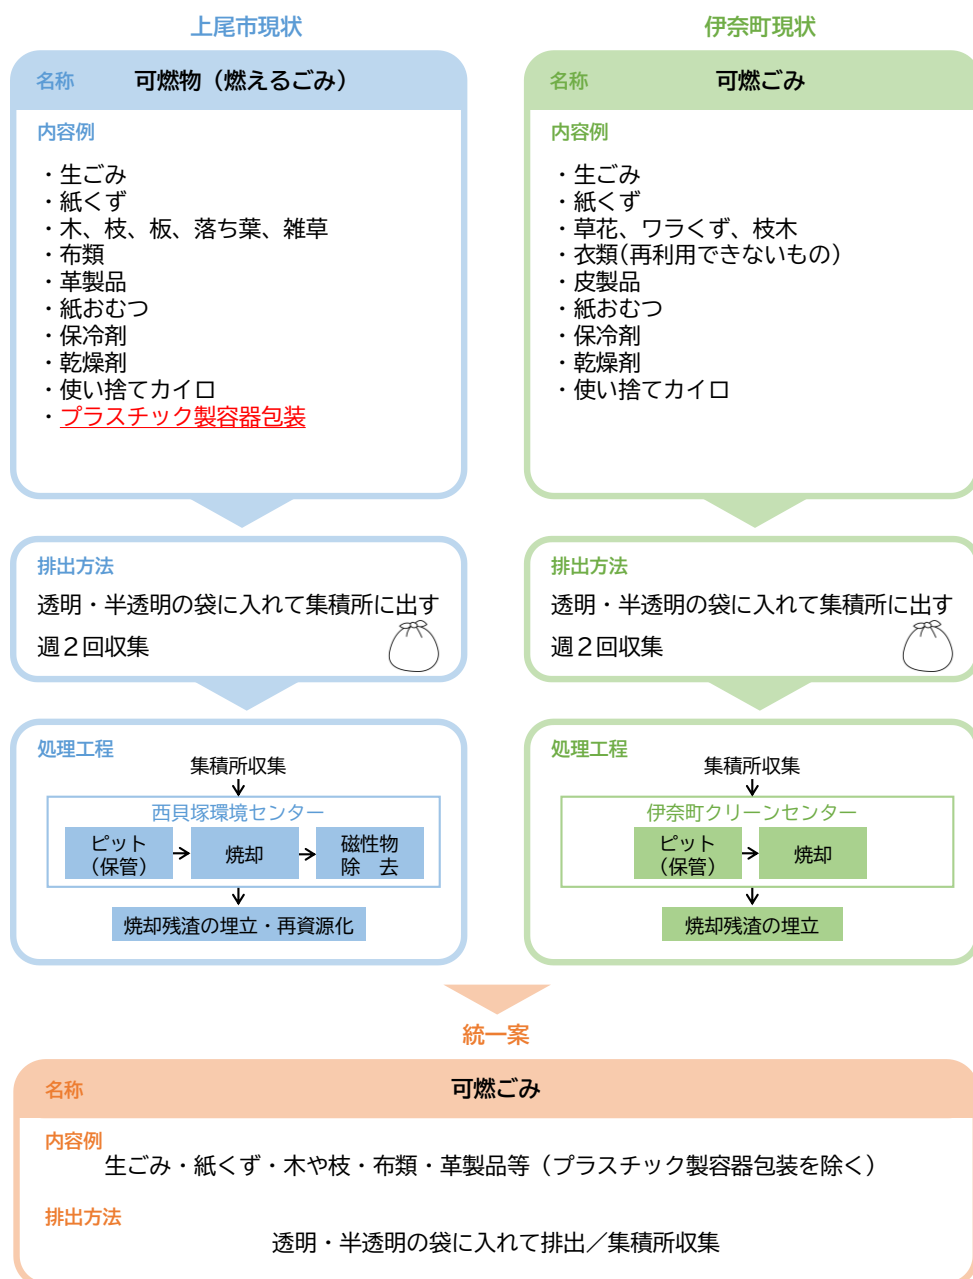 上尾市現状
名称 可燃物（燃えるごみ）
内容例
・生ごみ
・紙くず
・木、枝、板、落ち葉、雑草
・布類
・革製品
・紙おむつ
・保冷剤
・乾燥剤
・使い捨てカイロ
・プラスチック製容器包装
排出方法
透明・半透明の袋に入れて集積所に出す
週２回収集
処理工程
集積所収集
西貝塚環境センター
ピット
（保管）
焼却
磁性物
除　去
焼却残渣の埋立・再資源化
伊奈町現状
名称 可燃ごみ
内容例
・生ごみ
・紙くず
・草花、ワラくず、枝木
・衣類(再利用できないもの)
・皮製品
・紙おむつ
・保冷剤
・乾燥剤
・使い捨てカイロ
排出方法
透明・半透明の袋に入れて集積所に出す
週２回収集
処理工程
集積所収集
伊奈町クリーンセンター
ピット
（保管）
焼却
焼却残渣の埋立
統一案
名称 可燃ごみ
内容例
生ごみ・紙くず・木や枝・布類・革製品等（プラスチック製容器包装を除く）
排出方法
透明・半透明の袋に入れて排出／集積所収集